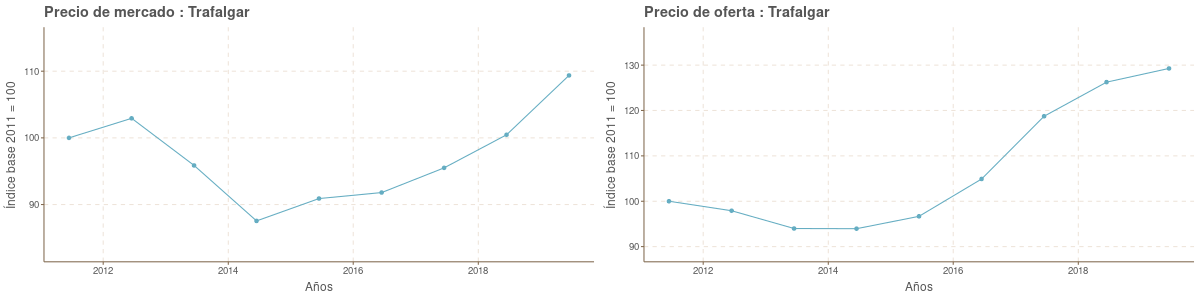 Precio de mercado : Trafalgar
Índice base 2011 = 100
110
100
90
2012
2014
2016
2018
Años
Precio de oferta : Trafalgar
Índice base 2011 = 100
130
120
110
100
90
2012
2014
2016
2018
Años